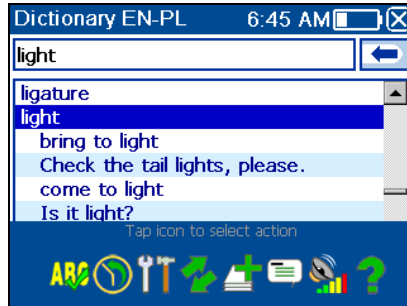 Dictionary EN-PL 6:45 AM
light
ligature
light
bring to light
Check the tail lights, please.
come to light
Is it light?
Tap icon to select action
ABC
?